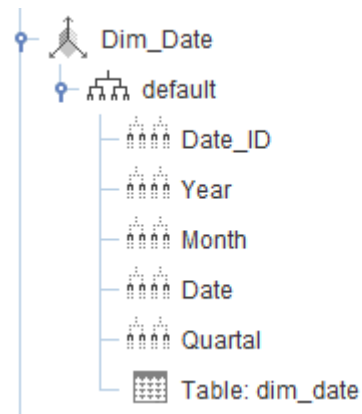 Dim_Date
default
Date_ID
Year
Month
Date
Quartal
Table: dim_date